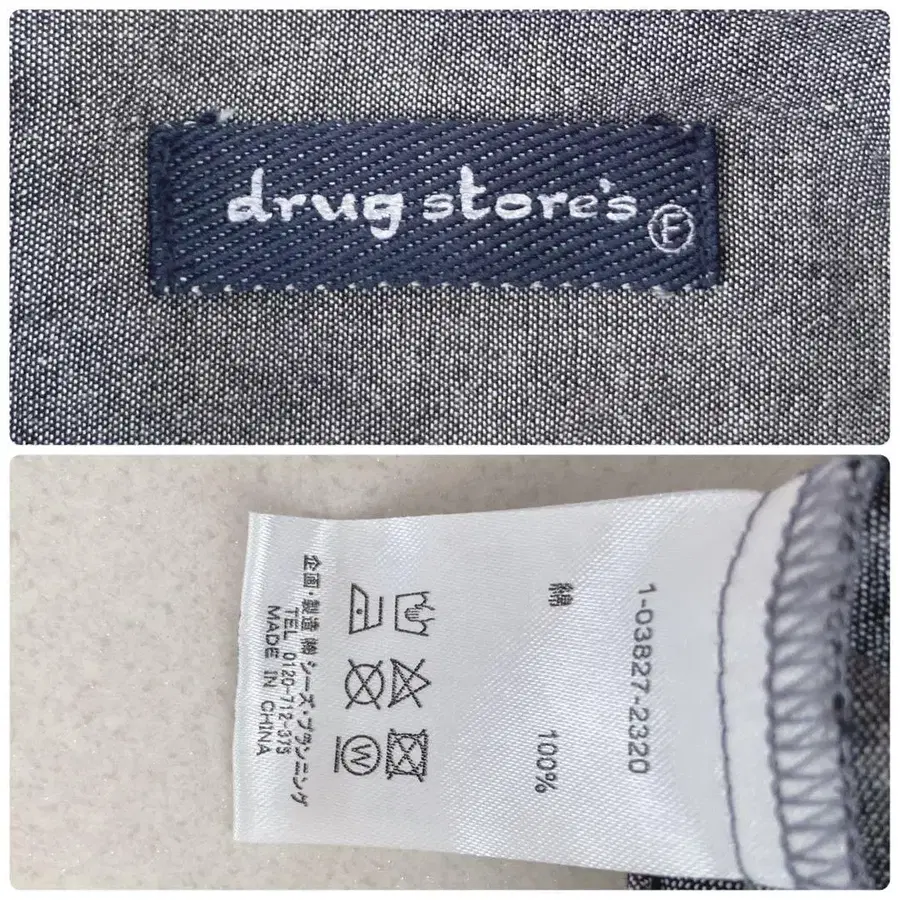 drug store's
F
1-03827-2320
綿 100%
W
企画・製造 ㈱シーズ・プランニング
TEL 0120-712-375
MADE IN CHINA